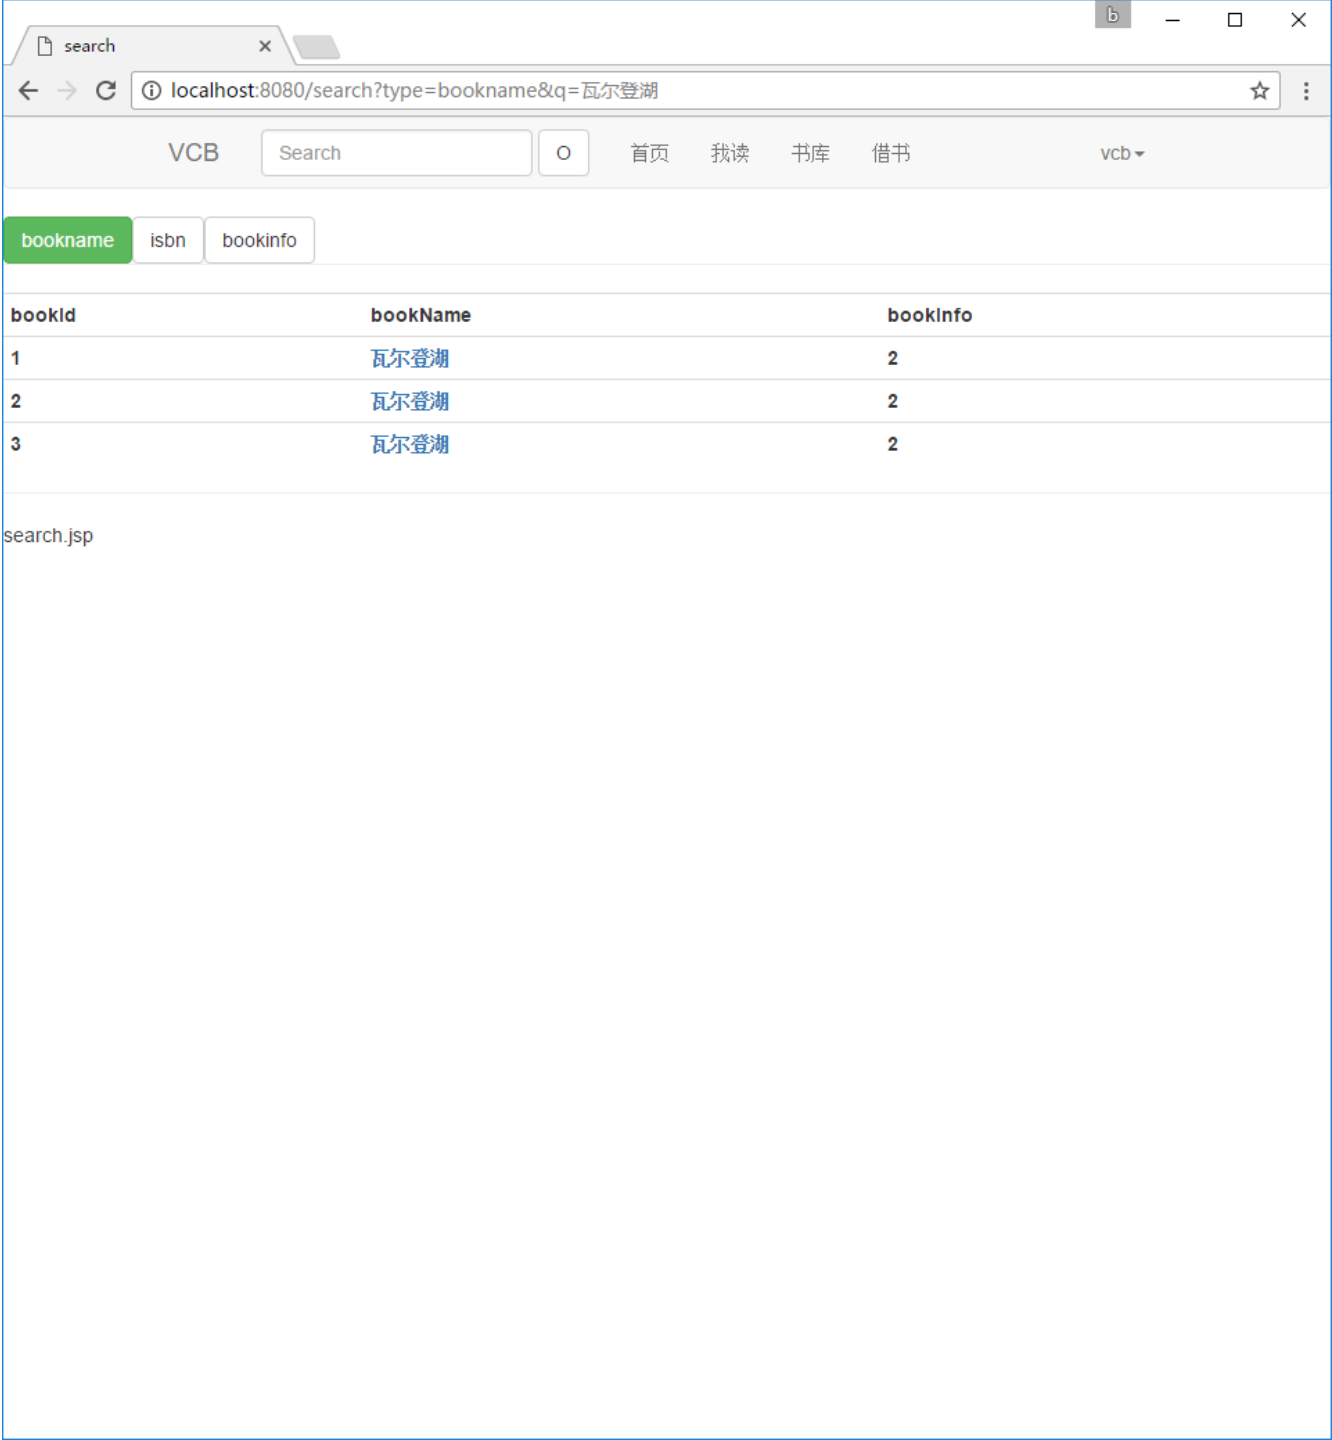 b
search
localhost:8080/search?type=bookname&q=瓦尔登湖
VCB Search O 首页 我读 书库 借书 vcb
bookname isbn bookinfo
bookId bookName bookInfo
1 瓦尔登湖 2
2 瓦尔登湖 2
3 瓦尔登湖 2
search.jsp